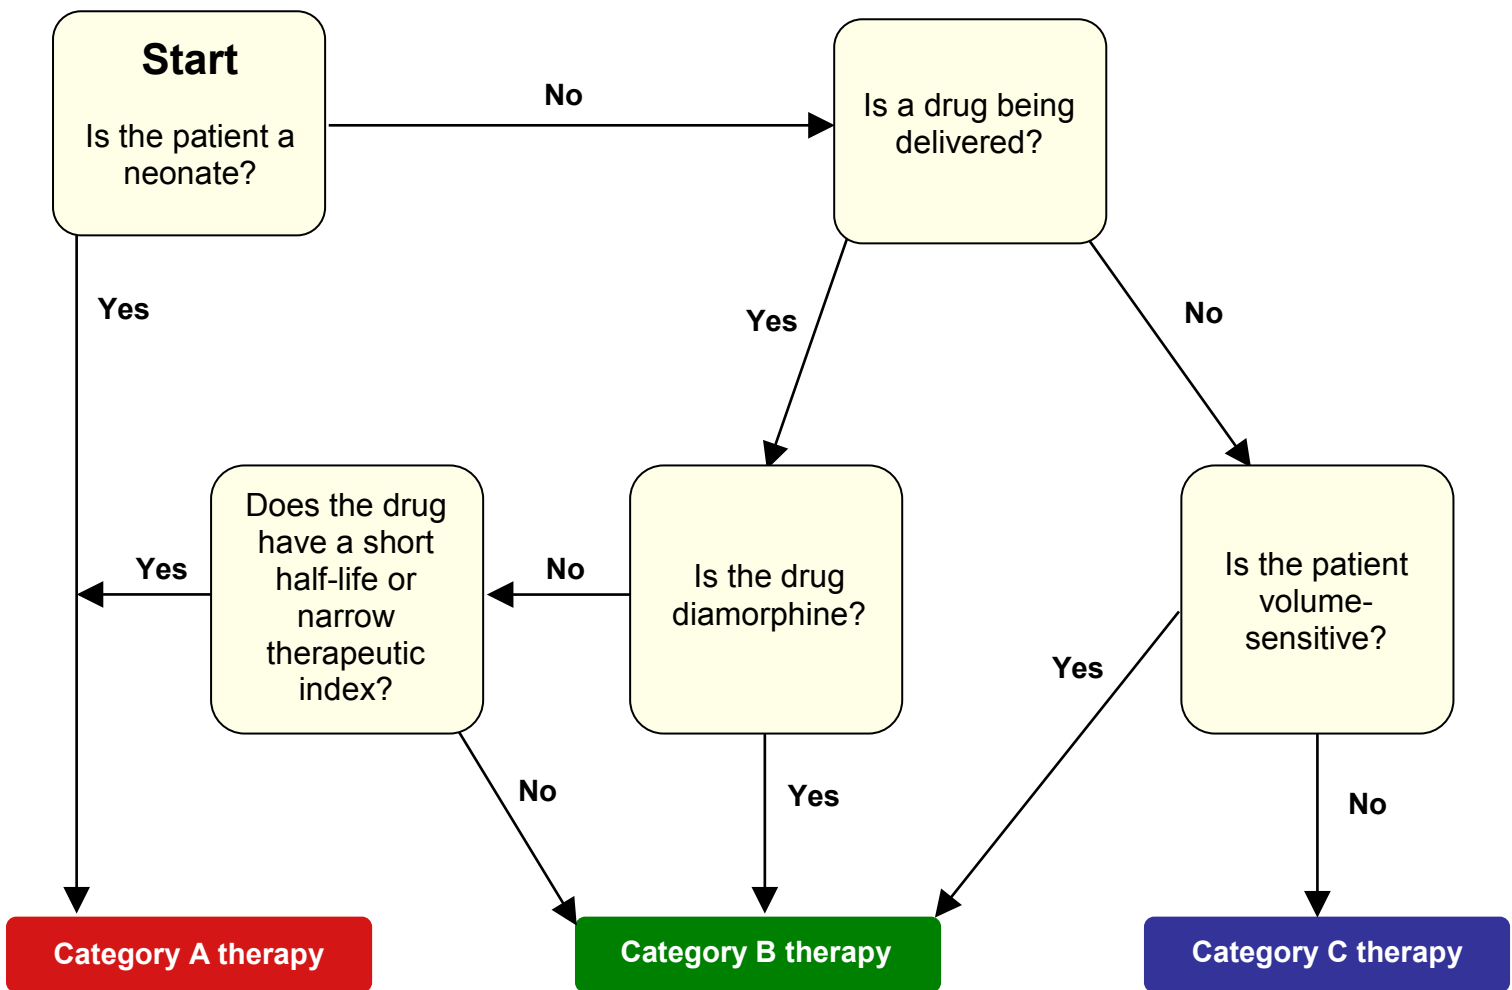 Start
Is the patient a
neonate?
No
Is a drug being
delivered?
Yes
Yes
No
Does the drug
have a short
half-life or
narrow
therapeutic
index?
Yes
No
Is the drug
diamorphine?
Is the patient
volume-
sensitive?
Yes
No
Yes
No
Category A therapy
Category B therapy
Category C therapy